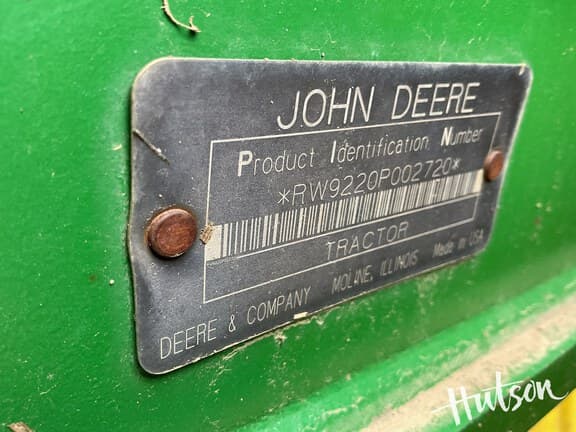 JOHN DEERE
Product Identification Number
*RW9220P002720*
TRACTOR
DEERE & COMPANY MOLINE, ILLINOIS Made in USA
Hutson